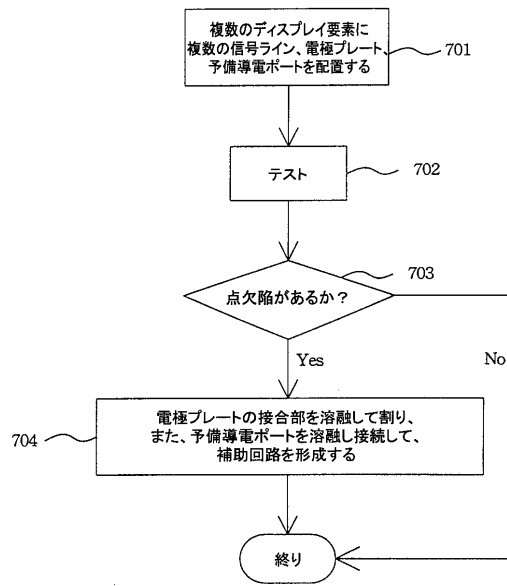 複数のディスプレイ要素に
複数の信号ライン、電極プレート、
予備導電ポートを配置する
701
テスト
702
点欠陥があるか？
703
Yes
No
電極プレートの接合部を溶融して割り、
また、予備導電ポートを溶融し接続して、
補助回路を形成する
704
終り